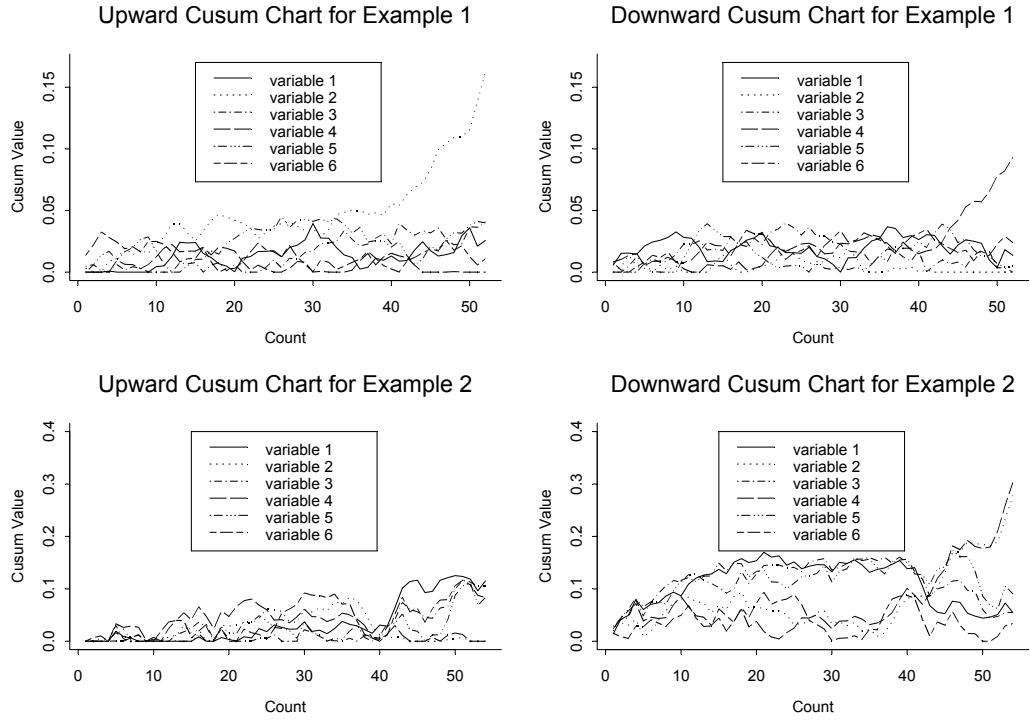 Upward Cusum Chart for Example 1
Cusum Value
0.15
0.10
0.05
0.0
variable 1
variable 2
variable 3
variable 4
variable 5
variable 6
0 10 20 30 40 50
Count
Downward Cusum Chart for Example 1
Cusum Value
0.15
0.10
0.05
0.0
variable 1
variable 2
variable 3
variable 4
variable 5
variable 6
0 10 20 30 40 50
Count
Upward Cusum Chart for Example 2
Cusum Value
0.4
0.3
0.2
0.1
0.0
variable 1
variable 2
variable 3
variable 4
variable 5
variable 6
0 10 20 30 40 50
Count
Downward Cusum Chart for Example 2
Cusum Value
0.4
0.3
0.2
0.1
0.0
variable 1
variable 2
variable 3
variable 4
variable 5
variable 6
0 10 20 30 40 50
Count